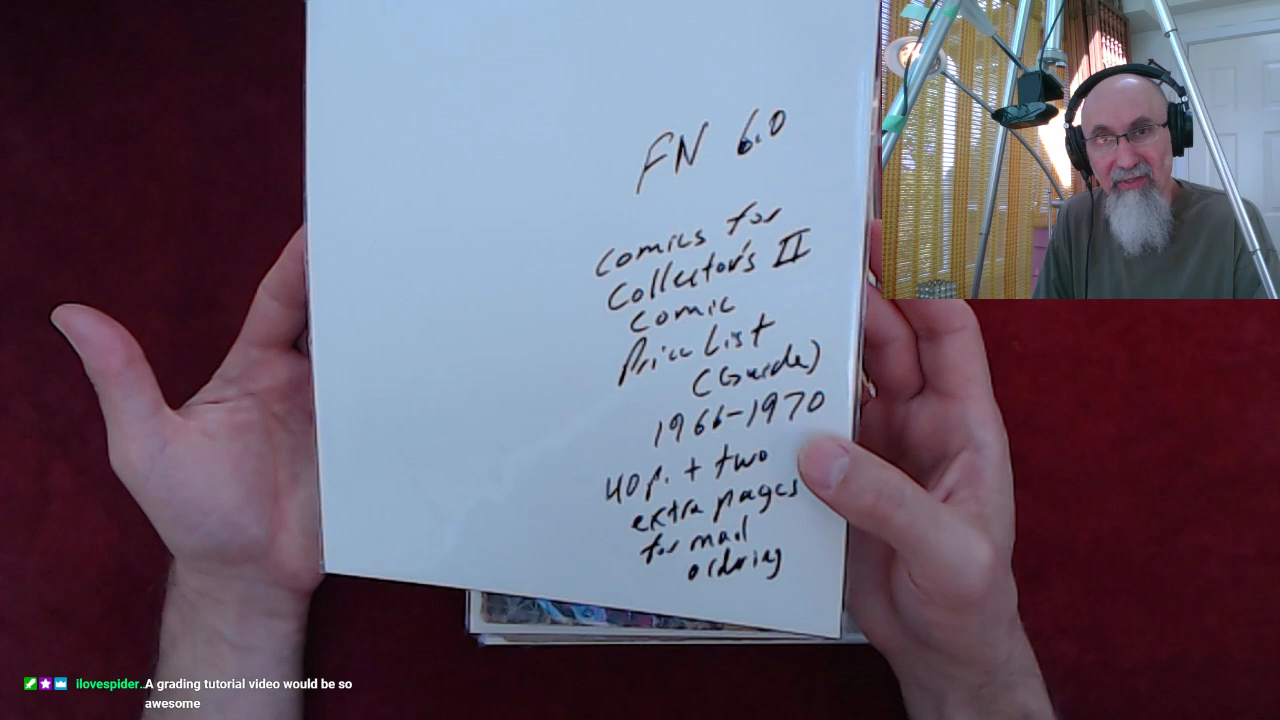 FN 6.0
Comics for
Collector's II
Comic
Price List
(Guide)
1966-1970
40 p. + two
extra pages
for mail
ordering
ilovespider..A grading tutorial video would be so
awesome